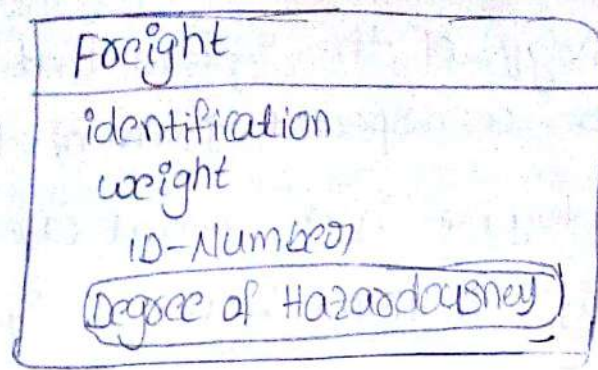 Freight
identification
weight
ID-Number
Degree of Hazardousness